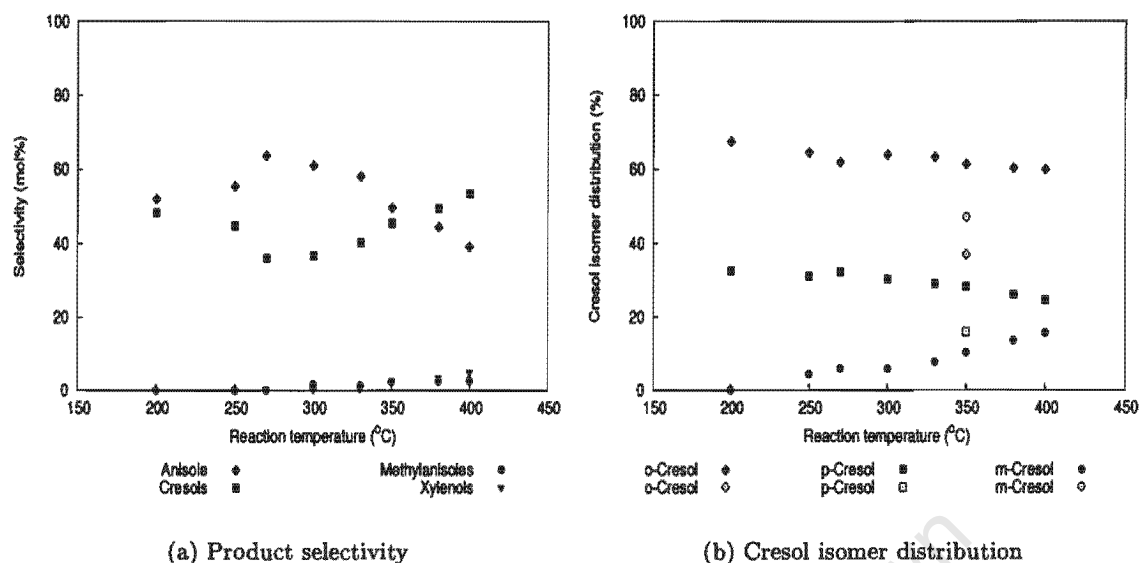 100
80
60
40
20
0
Selectivity (mol%)
150 200 250 300 350 400 450
Reaction temperature (°C)
Anisole
Methylanisoles
Cresols
Xylenols
(a) Product selectivity
100
80
60
40
20
0
Cresol isomer distribution (%)
150 200 250 300 350 400 450
Reaction temperature (°C)
o-Cresol p-Cresol m-Cresol
o-Cresol p-Cresol m-Cresol
(b) Cresol isomer distribution